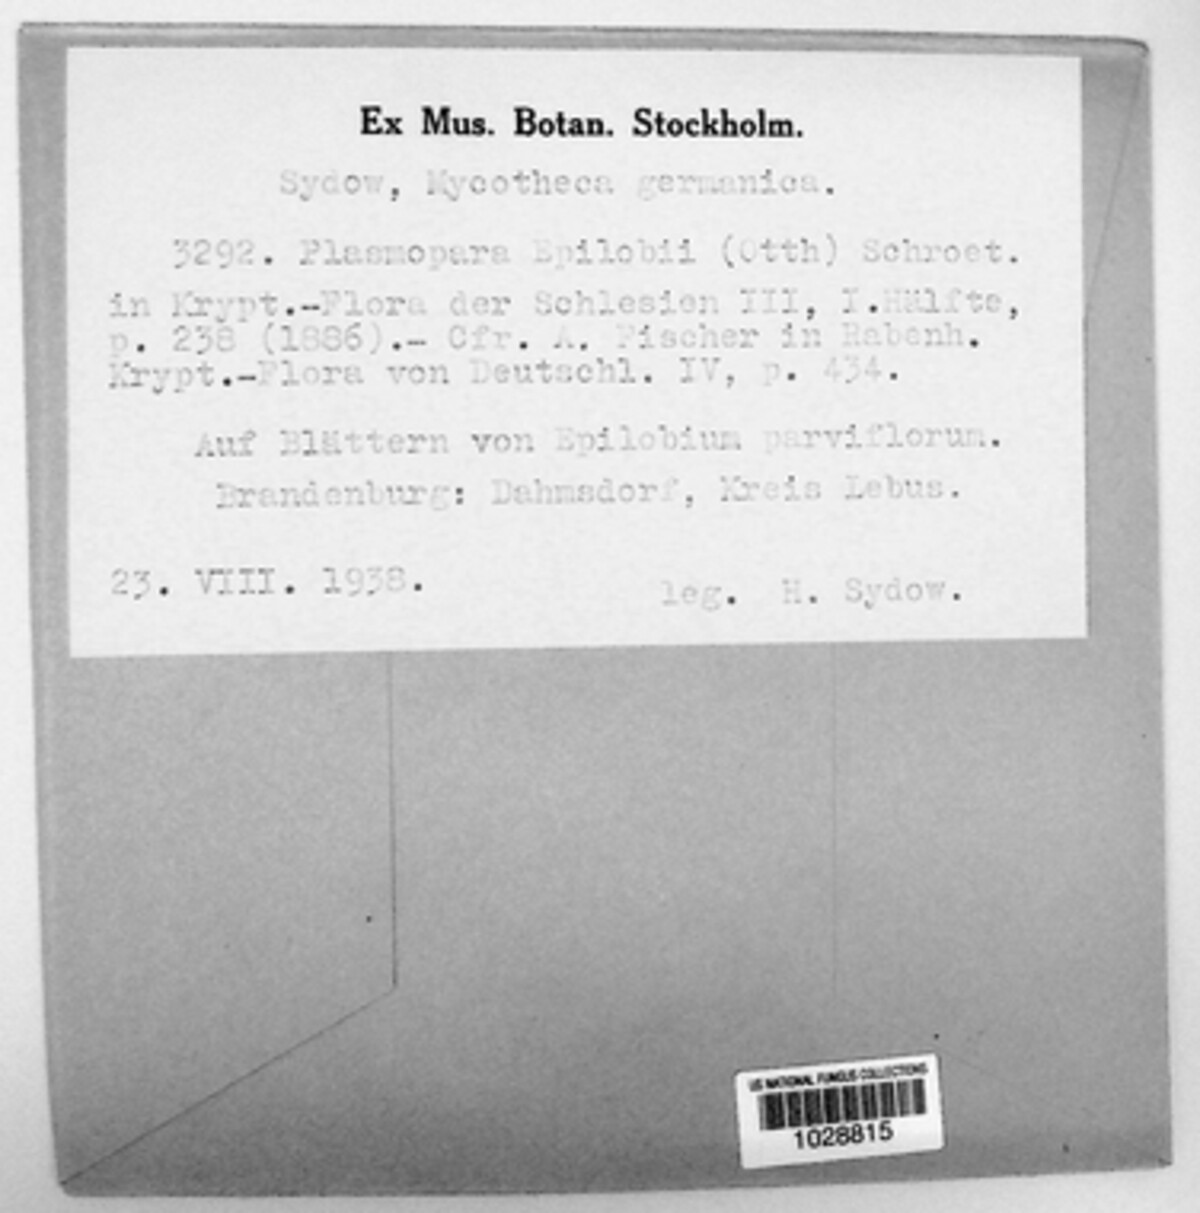 Ex Mus. Botan. Stockholm.
Sydow, Mycotheca germanica.
3292. Plasmopara Epilobii (Otth) Schroet.
in Krypt.-Flora der Schlesien III, I.Hälfte,
p. 238 (1886).- Cfr. A. Fischer in Rabenh.
Krypt.-Flora von Deutschl. IV, p. 434.
Auf Blättern von Epilobium parviflorum.
Brandenburg: Dahmsdorf, Kreis Lebus.
23. VIII. 1938.
leg. H. Sydow.
US NATIONAL FUNGUS COLLECTIONS
1028815